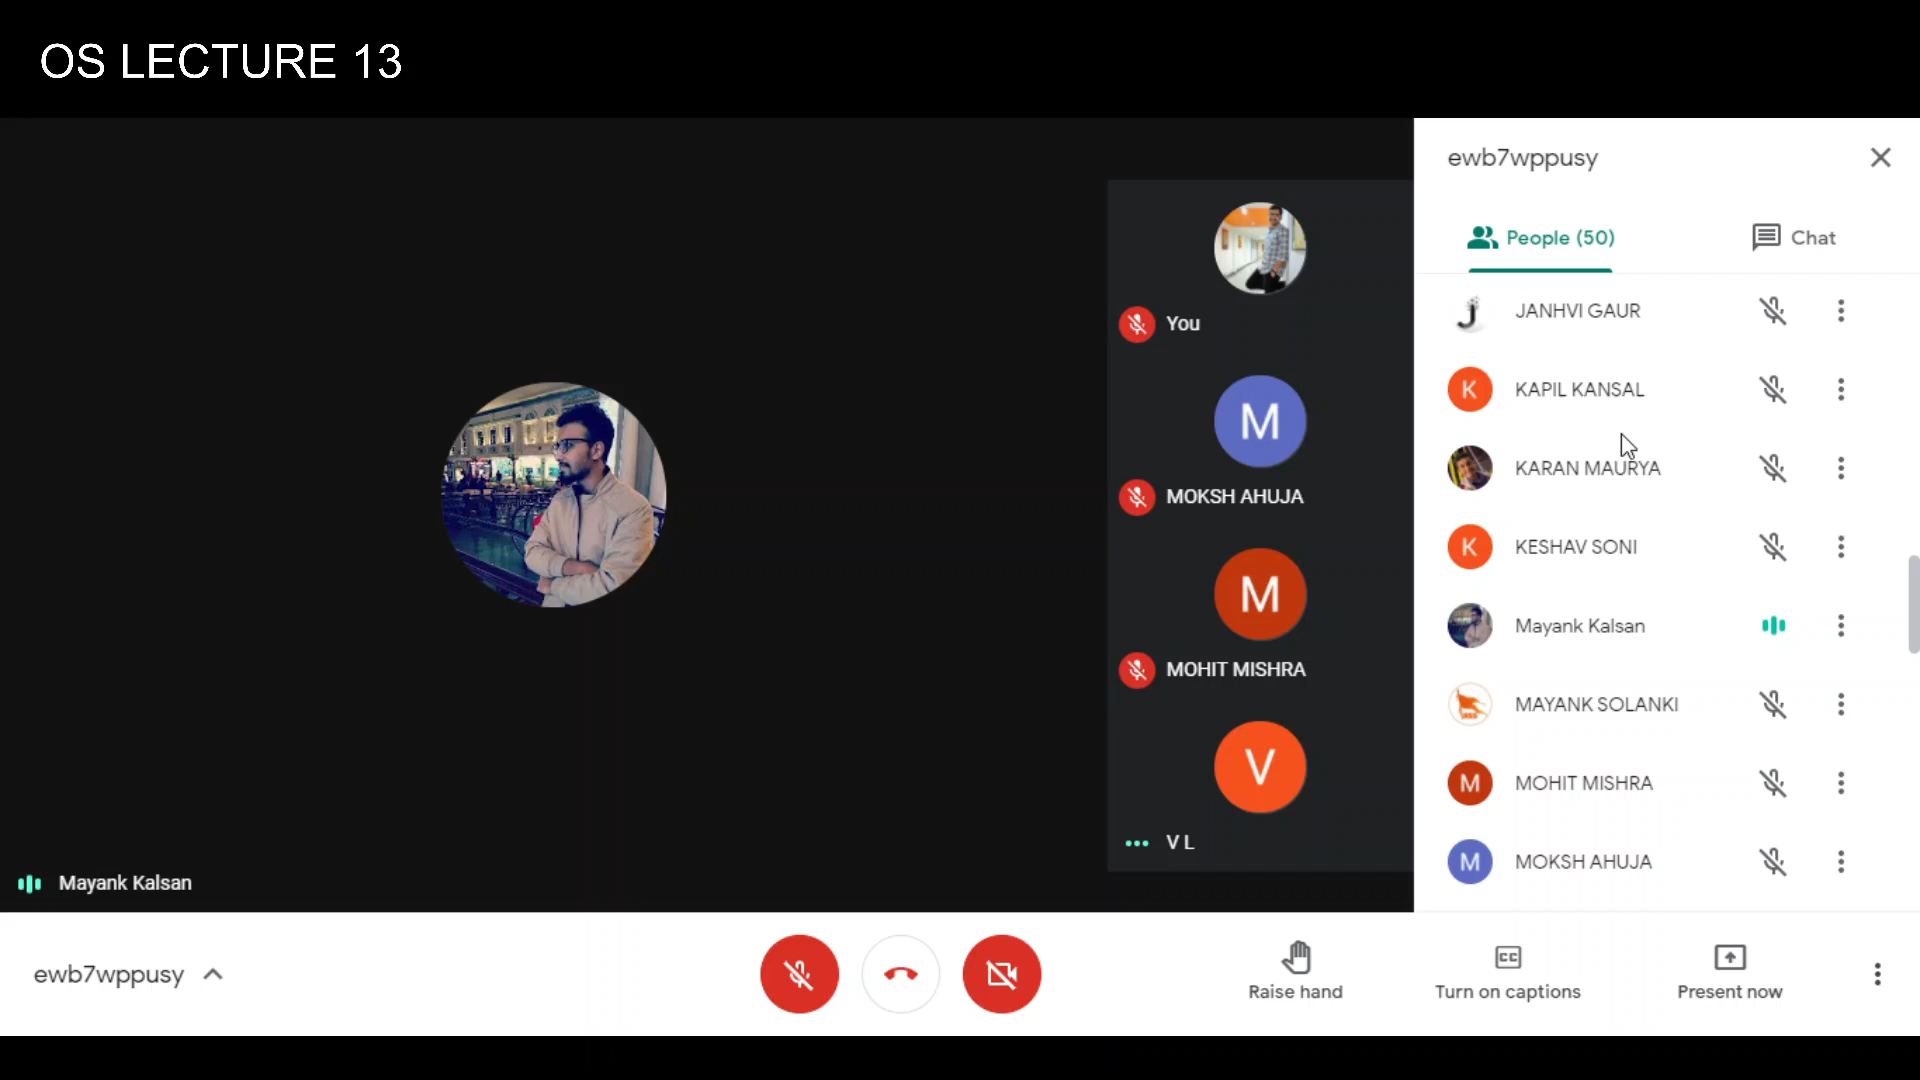 OS LECTURE 13
ewb7wppusy
People (50)
Chat
You
M
MOKSH AHUJA
M
MOHIT MISHRA
V
V L
Mayank Kalsan
J JANHVI GAUR
K KAPIL KANSAL
KARAN MAURYA
K KESHAV SONI
Mayank Kalsan
MAYANK SOLANKI
M MOHIT MISHRA
M MOKSH AHUJA
ewb7wppusy
Raise hand
CC
Turn on captions
Present now